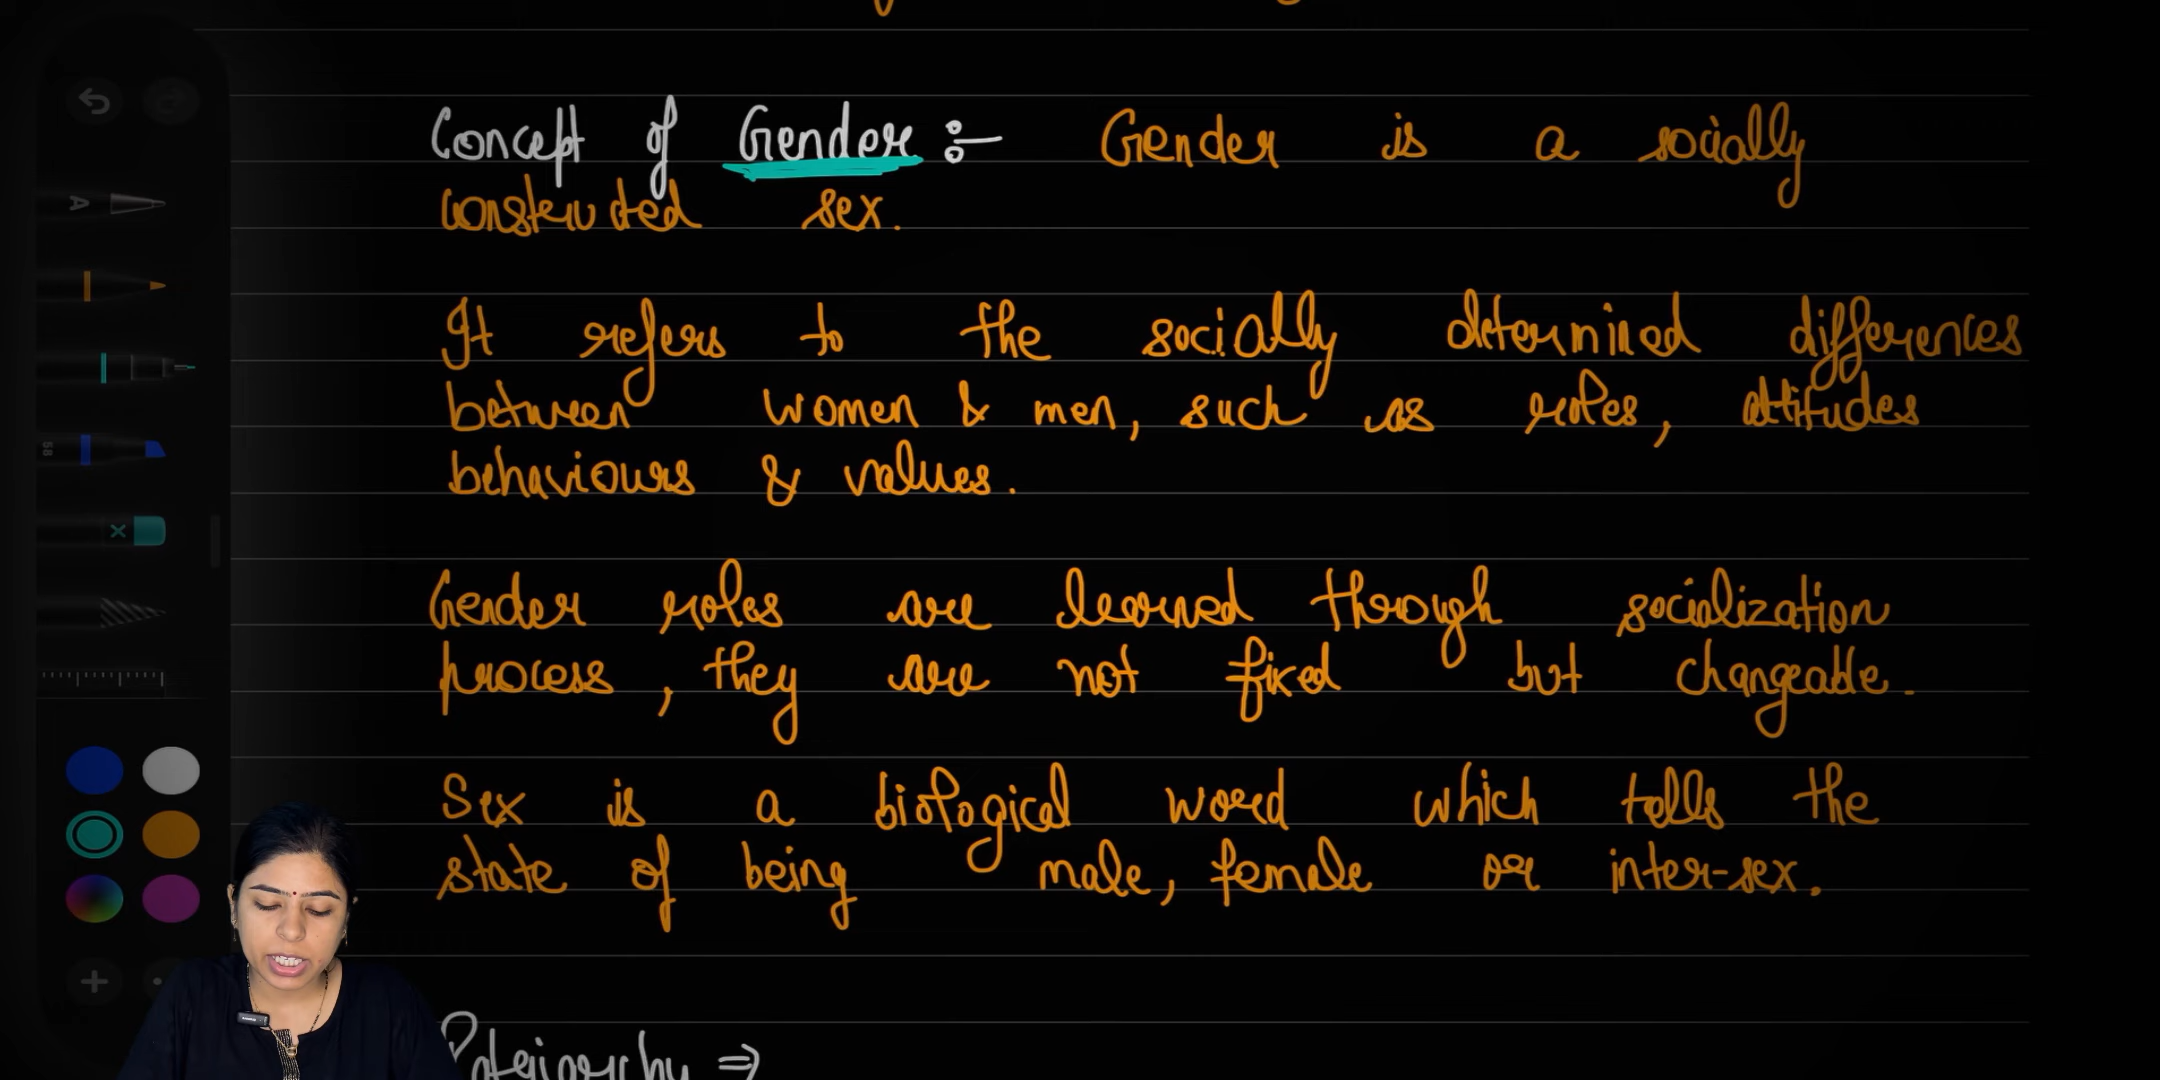 Concept of Gender :- Gender is a socially
constructed sex.
It refers to the socially determined differences
between women & men, such as roles, attitudes
behaviours & values.
Gender roles are learned through socialization
process, they are not fixed but changeable.
Sex is a biological word which tells the
state of being male, female or inter-sex.
Patriarchy ⇒